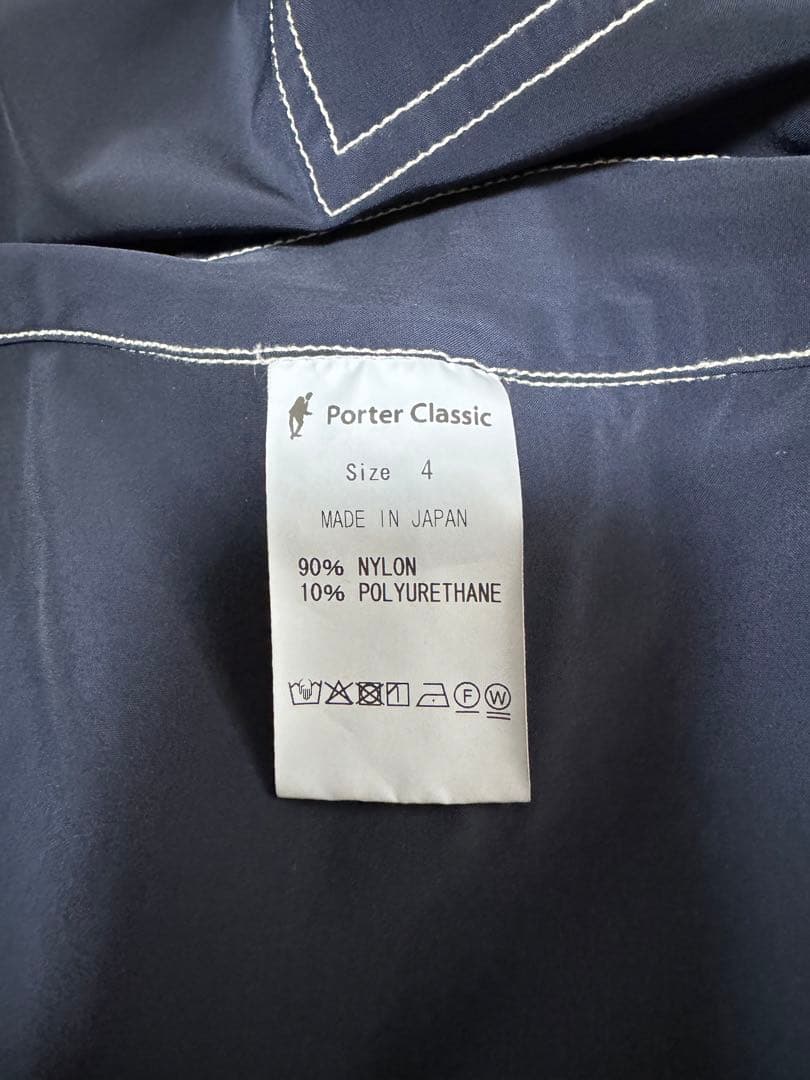 Porter Classic
Size 4
MADE IN JAPAN
90% NYLON
10% POLYURETHANE
F W